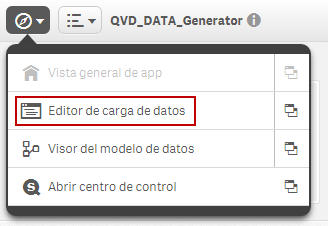 QVD_DATA_Generator
Vista general de app
Editor de carga de datos
Visor del modelo de datos
Abrir centro de control